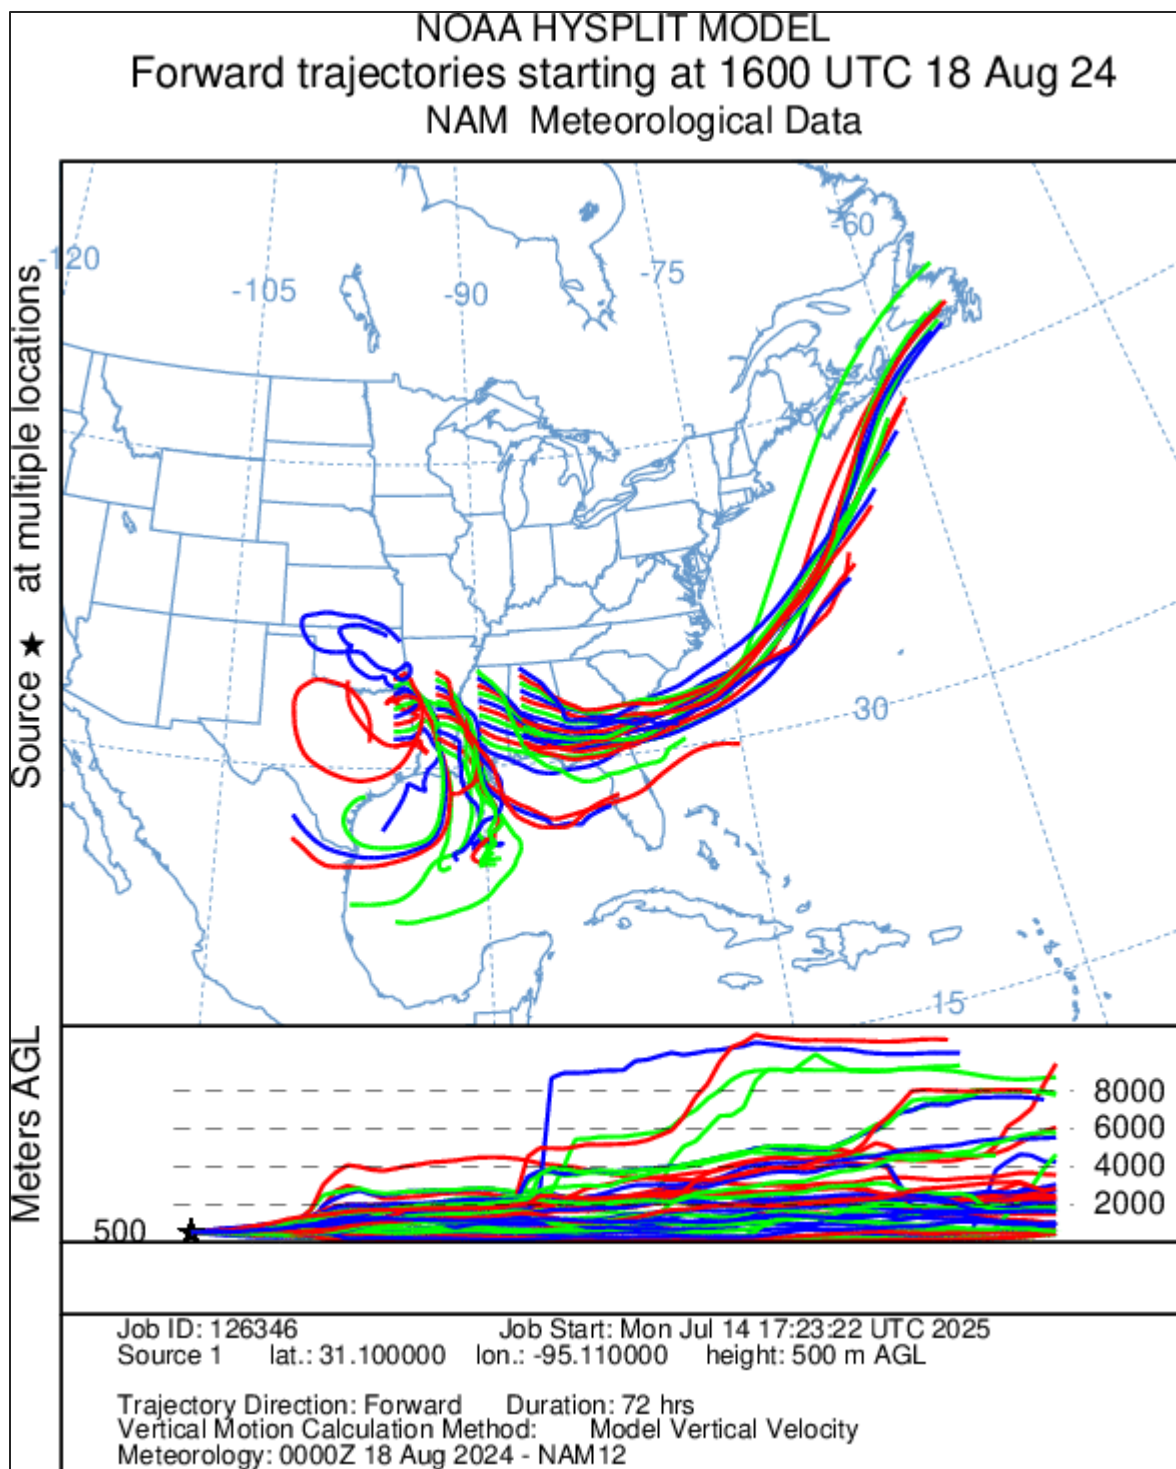 NOAA HYSPLIT MODEL
Forward trajectories starting at 1600 UTC 18 Aug 24
NAM Meteorological Data
Source ★ at multiple locations
-120
-105
-90
-75
-60
45
30
15
Meters AGL
500
8000
6000
4000
2000
Job ID: 126346 Job Start: Mon Jul 14 17:23:22 UTC 2025
Source 1 lat.: 31.100000 lon.: -95.110000 height: 500 m AGL
Trajectory Direction: Forward Duration: 72 hrs
Vertical Motion Calculation Method: Model Vertical Velocity
Meteorology: 0000Z 18 Aug 2024 - NAM12